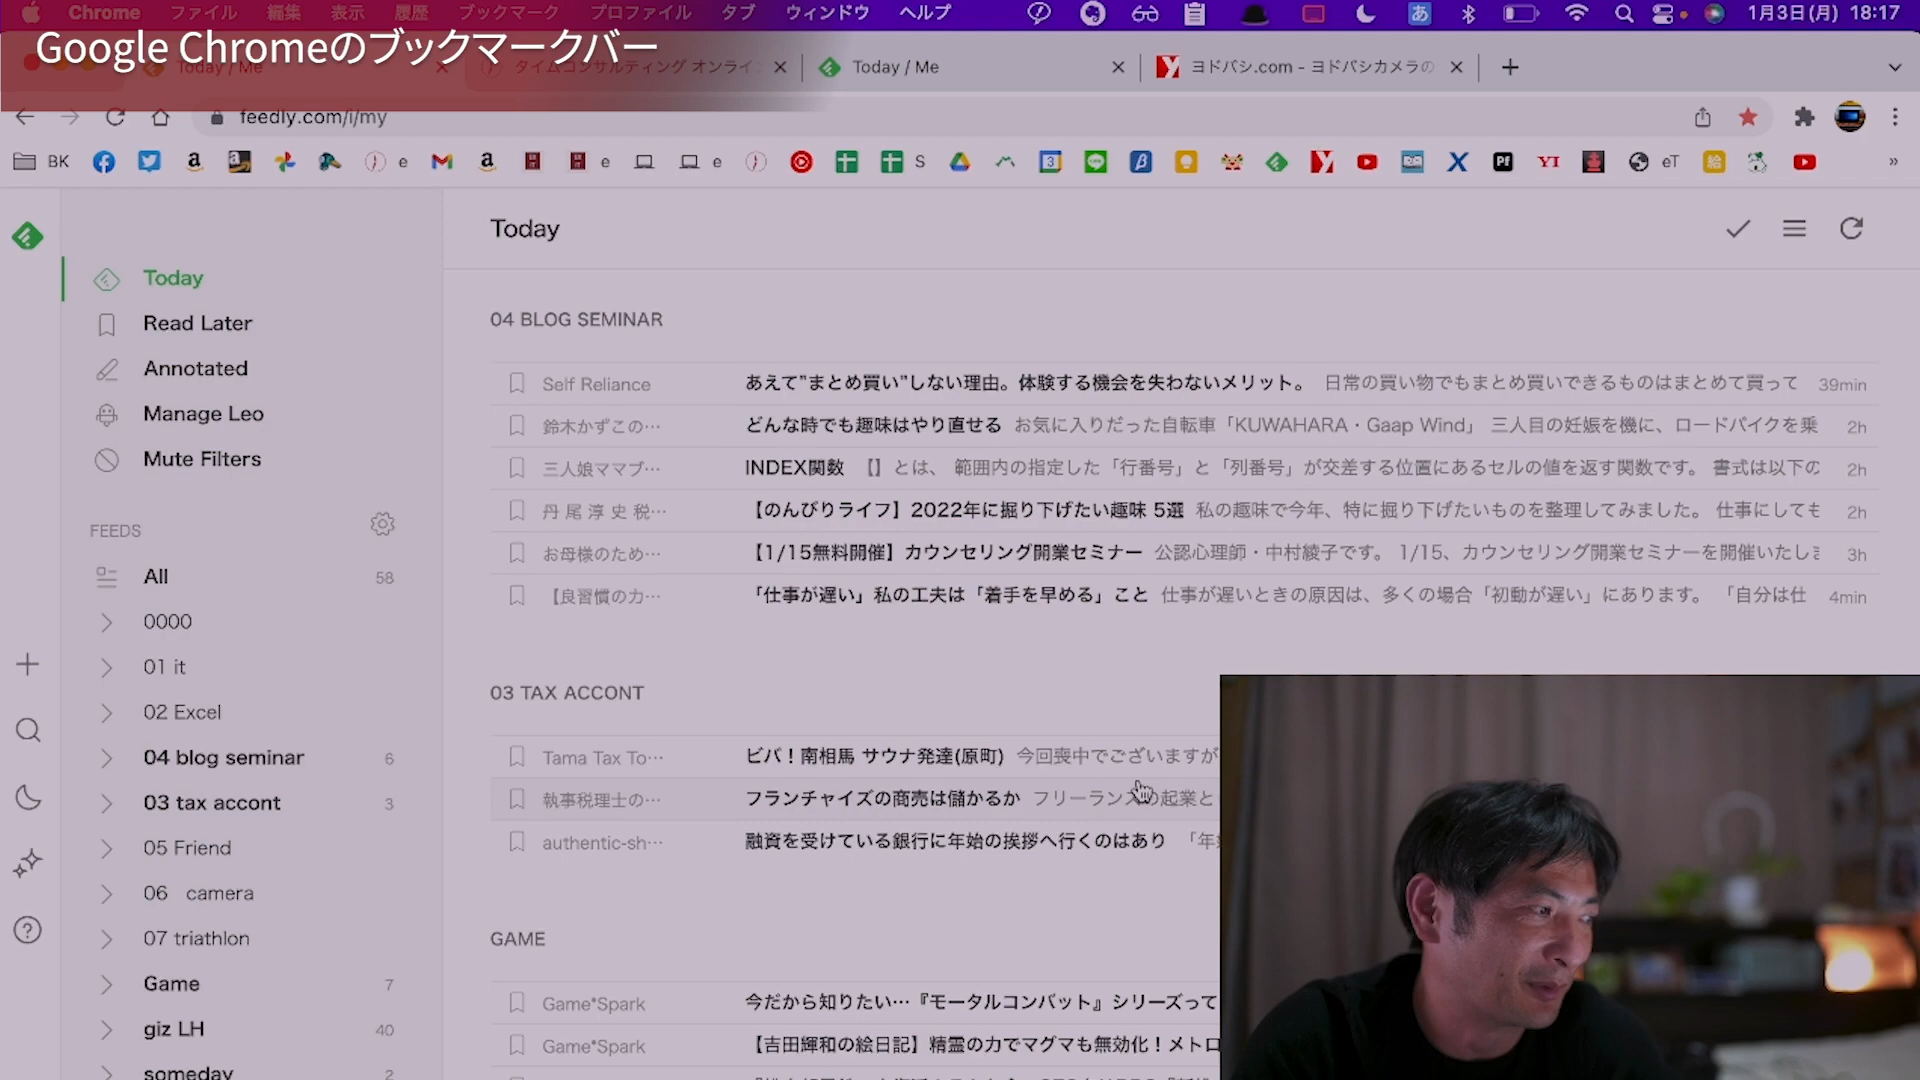 Chrome ファイル 編集 表示 履歴 ブックマーク プロファイル タブ ウィンドウ ヘルプ あ 1月3日(月) 18:17
Google Chromeのブックマークバー
Today / Me タイムコンサルティング オンライ Today / Me ヨドバシ.com - ヨドバシカメラの
feedly.com/i/my
BK e e e S eT
Today
Today
Read Later
Annotated
Manage Leo
Mute Filters
FEEDS
All 58
0000
01 it
02 Excel
04 blog seminar 6
03 tax accont 3
05 Friend
06 camera
07 triathlon
Game 7
giz LH 40
someday 2
04 BLOG SEMINAR
Self Reliance あえて"まとめ買い"しない理由。体験する機会を失わないメリット。 日常の買い物でもまとめ買いできるものはまとめて買って 39min
鈴木かずこの… どんな時でも趣味はやり直せる お気に入りだった自転車「KUWAHARA・Gaap Wind」 三人目の妊娠を機に、ロードバイクを乗 2h
三人娘ママブ… INDEX関数 【】とは、 範囲内の指定した「行番号」と「列番号」が交差する位置にあるセルの値を返す関数です。 書式は以下の 2h
丹 尾 淳 史 税… 【のんびりライフ】2022年に掘り下げたい趣味 5選 私の趣味で今年、特に掘り下げたいものを整理してみました。 仕事にしても 2h
お母様のため… 【1/15無料開催】カウンセリング開業セミナー 公認心理師・中村綾子です。 1/15、カウンセリング開業セミナーを開催いたしま 3h
【良習慣の力… 「仕事が遅い」私の工夫は「着手を早める」こと 仕事が遅いときの原因は、多くの場合「初動が遅い」にあります。 「自分は仕 4min
03 TAX ACCONT
Tama Tax To… ビバ！南相馬 サウナ発達(原町) 今回喪中でございますが
執事税理士の… フランチャイズの商売は儲かるか フリーランスの起業と
authentic-sh… 融資を受けている銀行に年始の挨拶へ行くのはあり 「年
GAME
Game*Spark 今だから知りたい…『モータルコンバット』シリーズって
Game*Spark 【吉田輝和の絵日記】精霊の力でマグマも無効化！メトロ